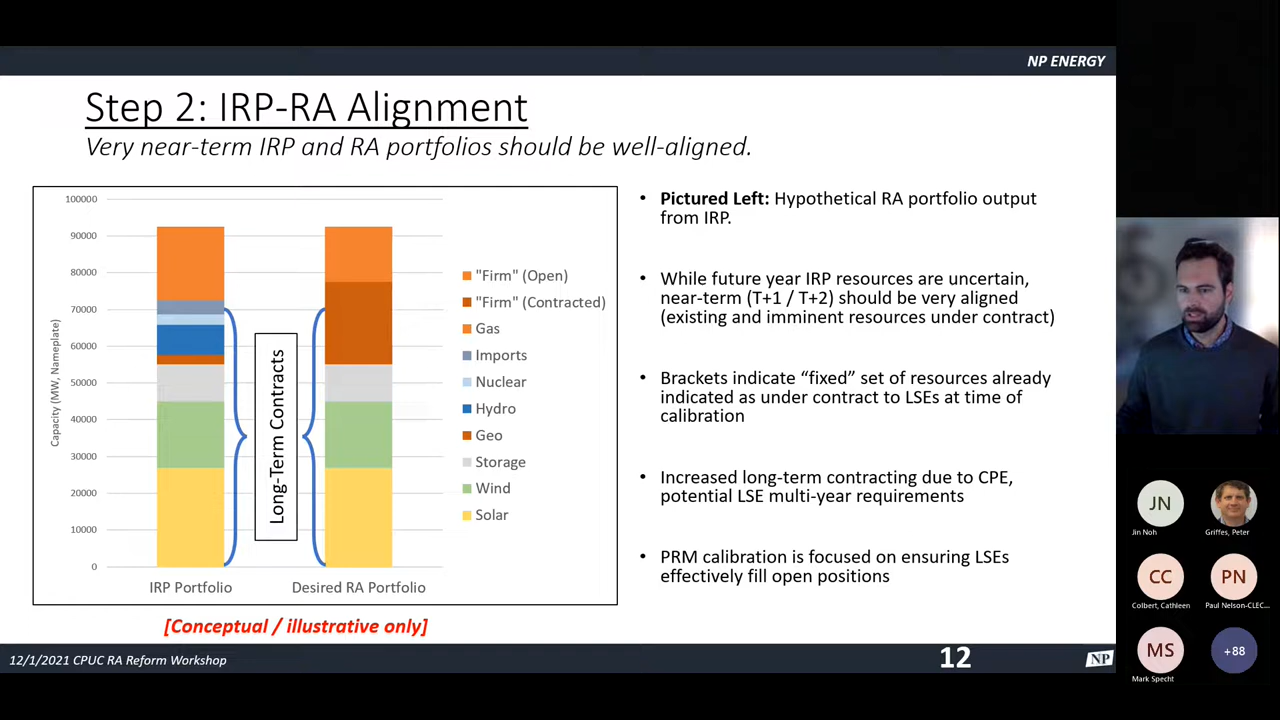 NP ENERGY
Step 2: IRP-RA Alignment
Very near-term IRP and RA portfolios should be well-aligned.
100000
90000
80000
70000
60000
50000
40000
30000
20000
10000
0
Capacity (MW, Nameplate)
IRP Portfolio
Desired RA Portfolio
Long-Term Contracts
"Firm" (Open)
"Firm" (Contracted)
Gas
Imports
Nuclear
Hydro
Geo
Storage
Wind
Solar
[Conceptual / illustrative only]
• Pictured Left: Hypothetical RA portfolio output
from IRP.
• While future year IRP resources are uncertain,
near-term (T+1 / T+2) should be very aligned
(existing and imminent resources under contract)
• Brackets indicate “fixed” set of resources already
indicated as under contract to LSEs at time of
calibration
• Increased long-term contracting due to CPE,
potential LSE multi-year requirements
• PRM calibration is focused on ensuring LSEs
effectively fill open positions
12/1/2021 CPUC RA Reform Workshop
12
NP
JN
Jin Noh
Griffes, Peter
CC
Colbert, Cathleen
PN
Paul Nelson-CLEC...
MS
Mark Specht
+88